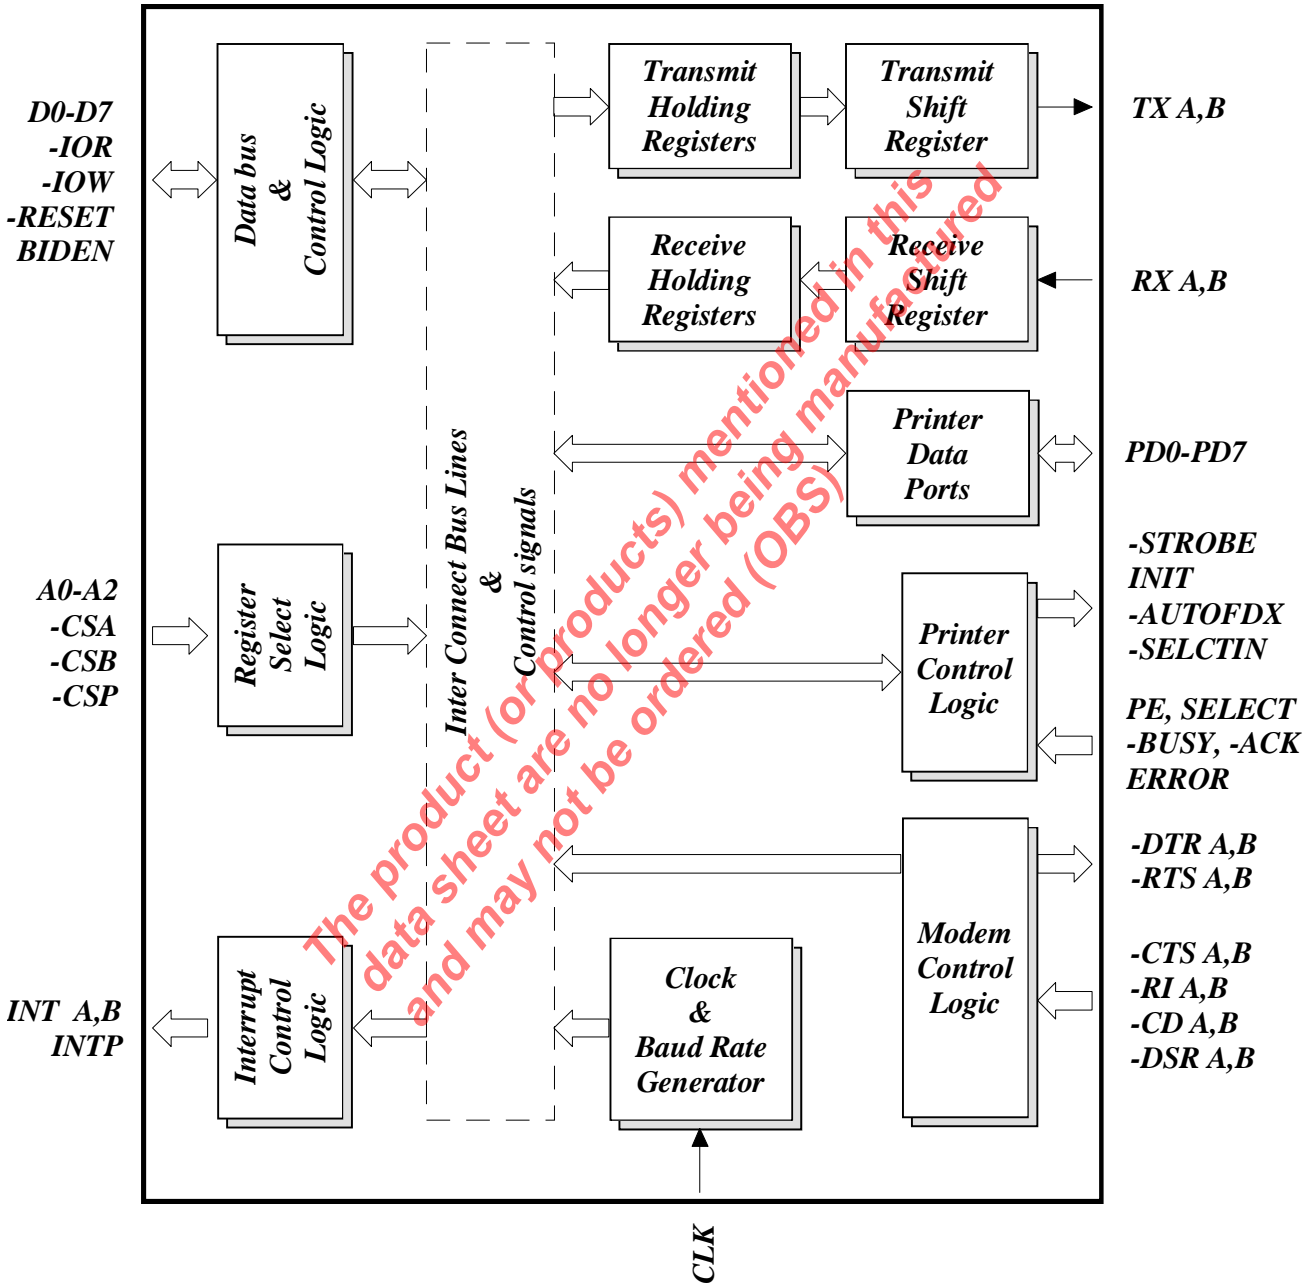 D0-D7
-IOR
-IOW
-RESET
BIDEN
Data bus
&
Control Logic
A0-A2
-CSA
-CSB
-CSP
Register
Select
Logic
INT A,B
INTP
Interrupt
Control
Logic
Inter Connect Bus Lines
&
Control signals
Transmit
Holding
Registers
Transmit
Shift
Register
TX A,B
Receive
Holding
Registers
Receive
Shift
Register
RX A,B
Printer
Data
Ports
PD0-PD7
Printer
Control
Logic
-STROBE
INIT
-AUTOFDX
-SELCTIN
PE, SELECT
-BUSY, -ACK
ERROR
Modem
Control
Logic
-DTR A,B
-RTS A,B
-CTS A,B
-RI A,B
-CD A,B
-DSR A,B
Clock
&
Baud Rate
Generator
CLK
The product (or products) mentioned in this
data sheet are no longer being manufactured
and may not be ordered (OBS)